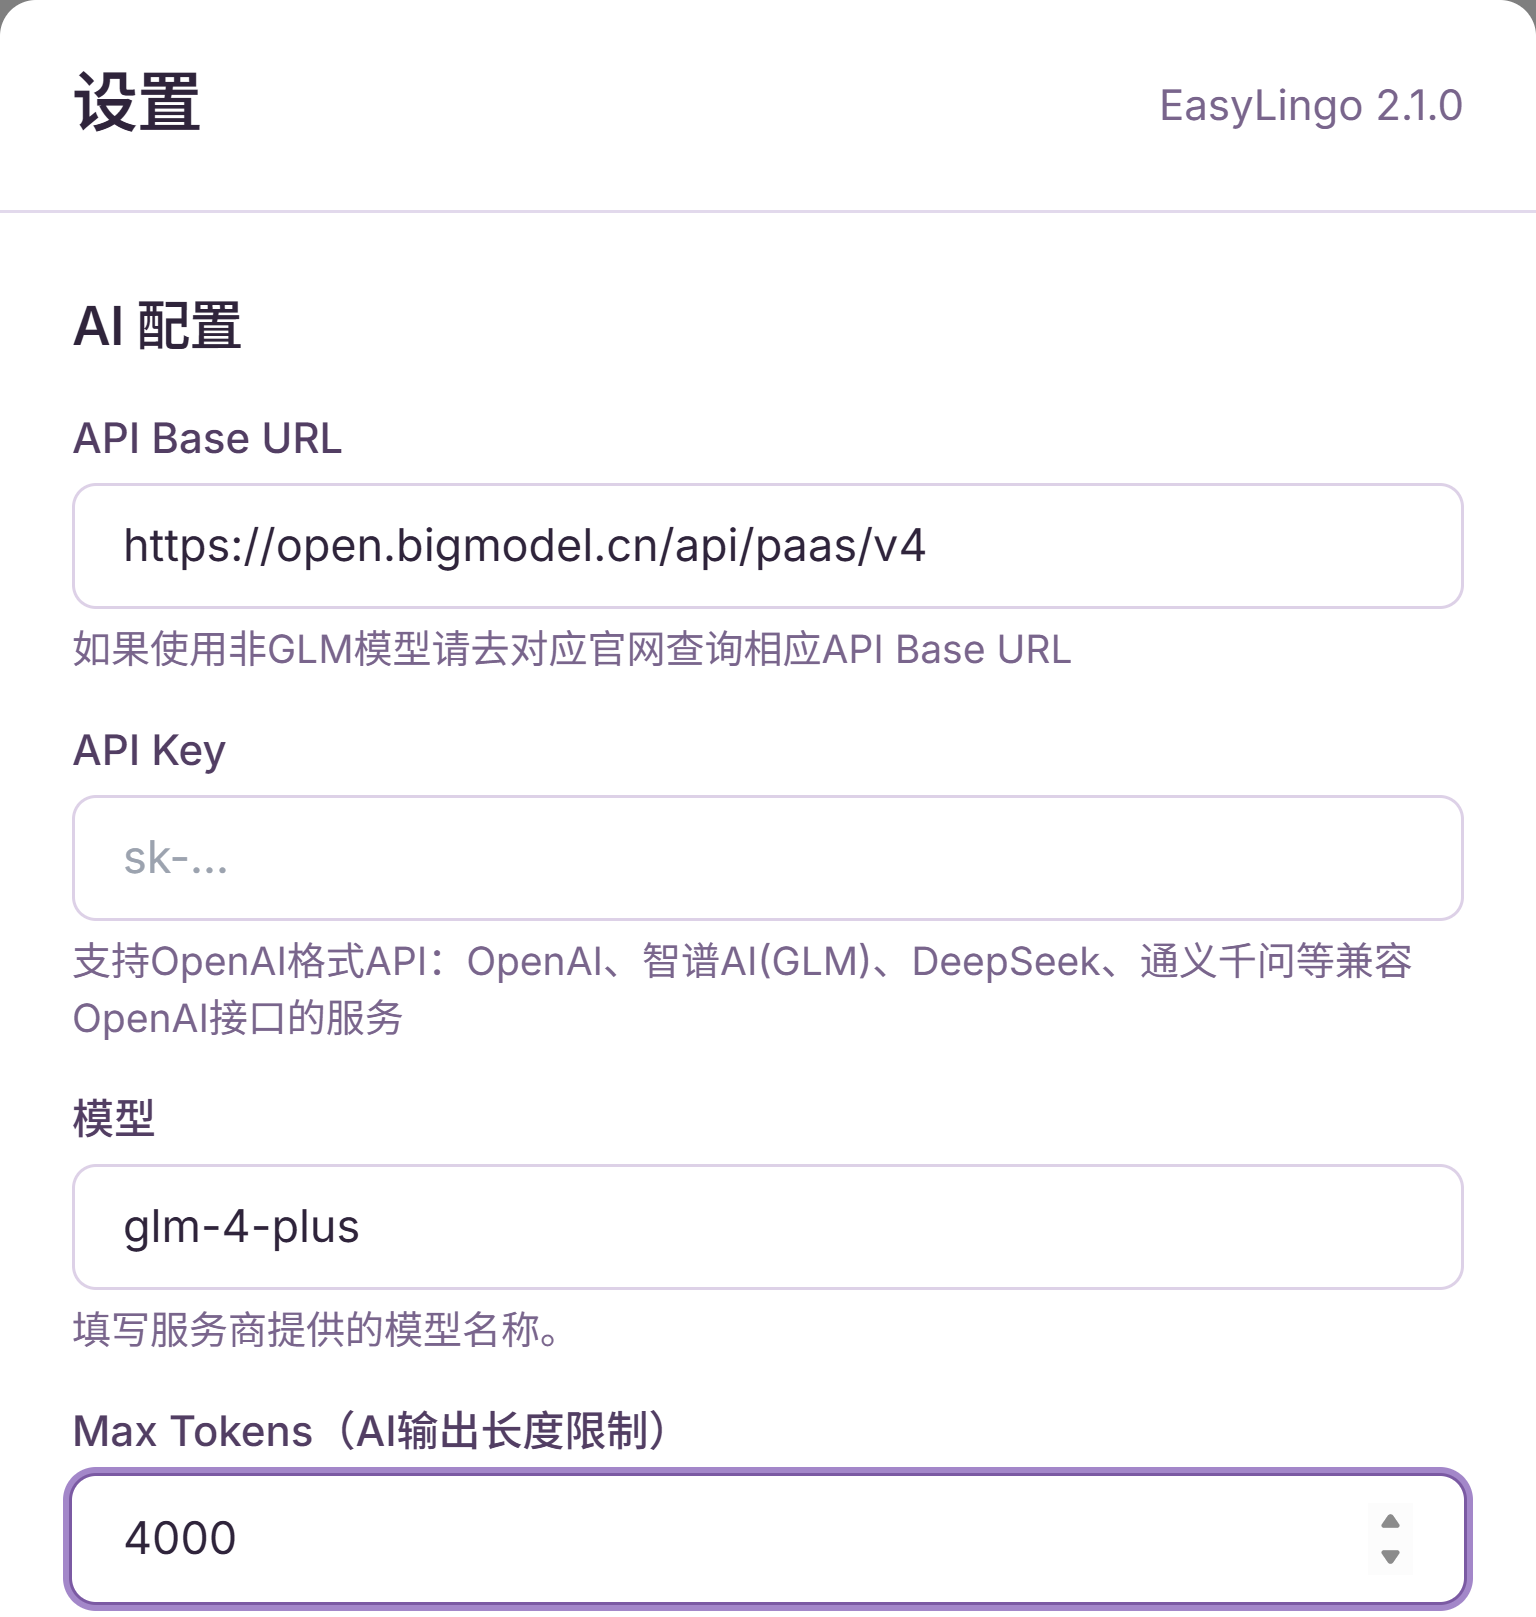 设置
EasyLingo 2.1.0
AI 配置
API Base URL
https://open.bigmodel.cn/api/paas/v4
如果使用非GLM模型请去对应官网查询相应API Base URL
API Key
sk-...
支持OpenAI格式API：OpenAI、智谱AI(GLM)、DeepSeek、通义千问等兼容
OpenAI接口的服务
模型
glm-4-plus
填写服务商提供的模型名称。
Max Tokens（AI输出长度限制）
4000